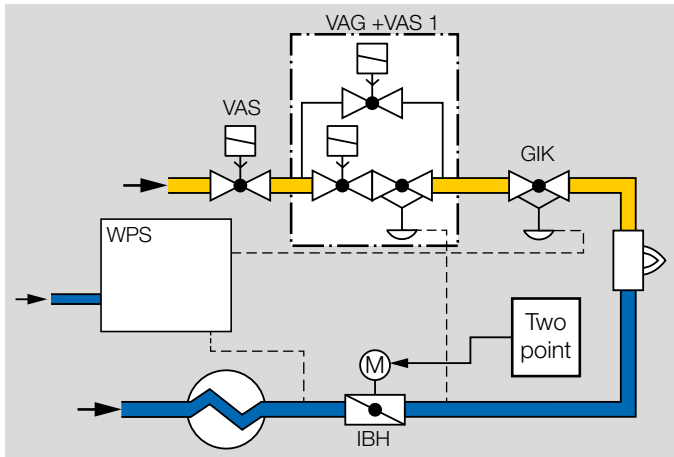 VAG +VAS 1
VAS
GIK
WPS
Two
point
M
IBH